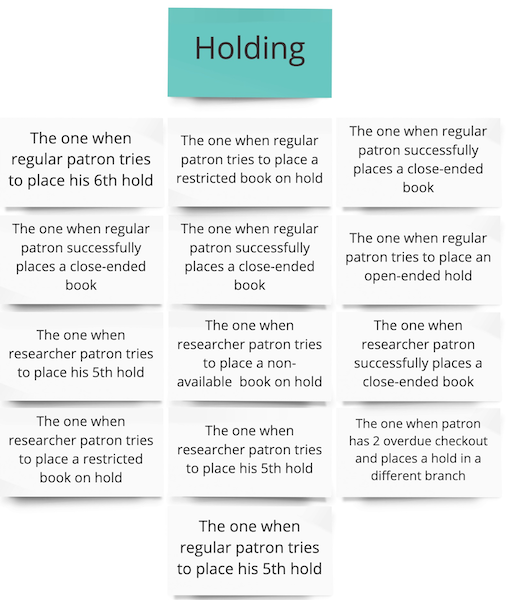 Holding
The one when
regular patron tries
to place his 6th hold
The one when regular
patron tries to place a
restricted book on hold
The one when regular
patron successfully
places a close-ended
book
The one when regular
patron successfully
places a close-ended
book
The one when regular
patron successfully
places a close-ended
book
The one when regular
patron tries to place an
open-ended hold
The one when
researcher patron tries
to place his 5th hold
The one when
researcher patron tries
to place a non-
available book on hold
The one when
researcher patron
successfully places a
close-ended book
The one when
researcher patron tries
to place a restricted
book on hold
The one when
researcher patron tries
to place his 5th hold
The one when patron
has 2 overdue checkout
and places a hold in a
different branch
The one when
regular patron tries
to place his 5th hold